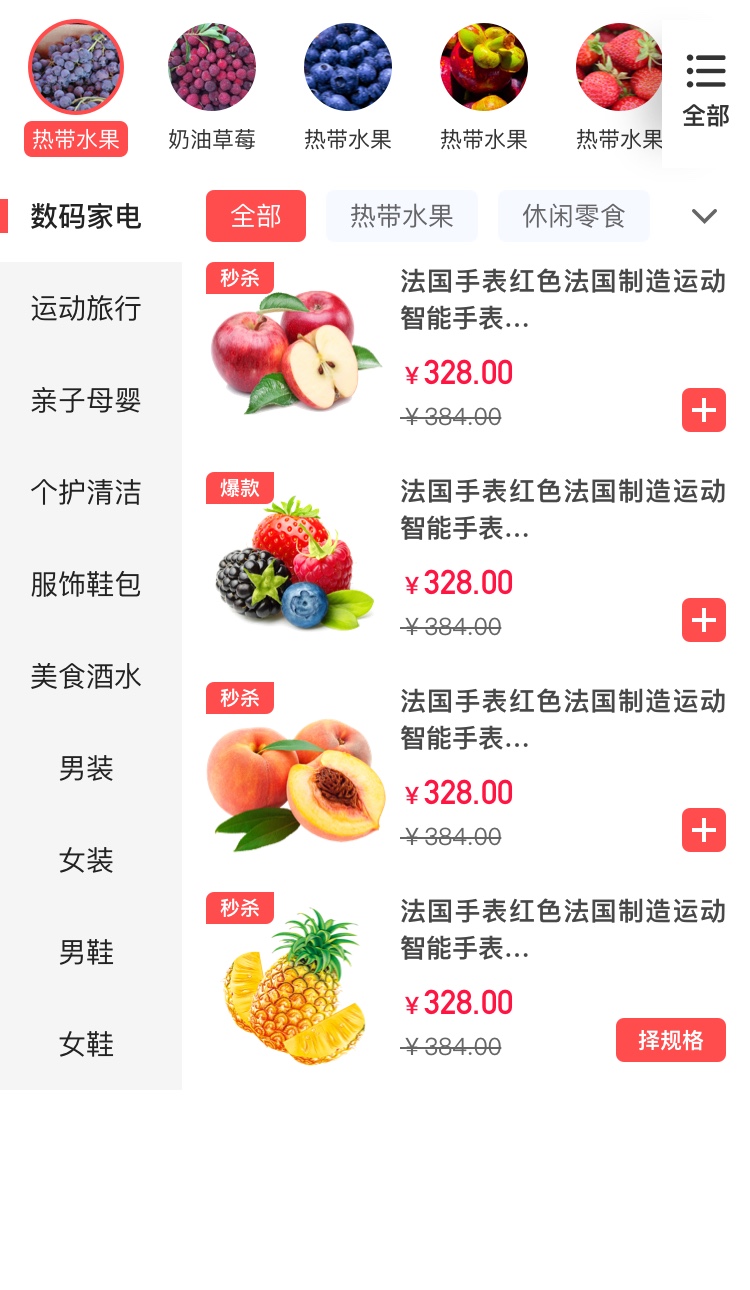 热带水果
奶油草莓
热带水果
热带水果
热带水果
全部
数码家电
全部
热带水果
休闲零食
运动旅行
亲子母婴
个护清洁
服饰鞋包
美食酒水
男装
女装
男鞋
女鞋
秒杀
法国手表红色法国制造运动
智能手表...
¥328.00
¥384.00
爆款
法国手表红色法国制造运动
智能手表...
¥328.00
¥384.00
秒杀
法国手表红色法国制造运动
智能手表...
¥328.00
¥384.00
秒杀
法国手表红色法国制造运动
智能手表...
¥328.00
¥384.00
择规格